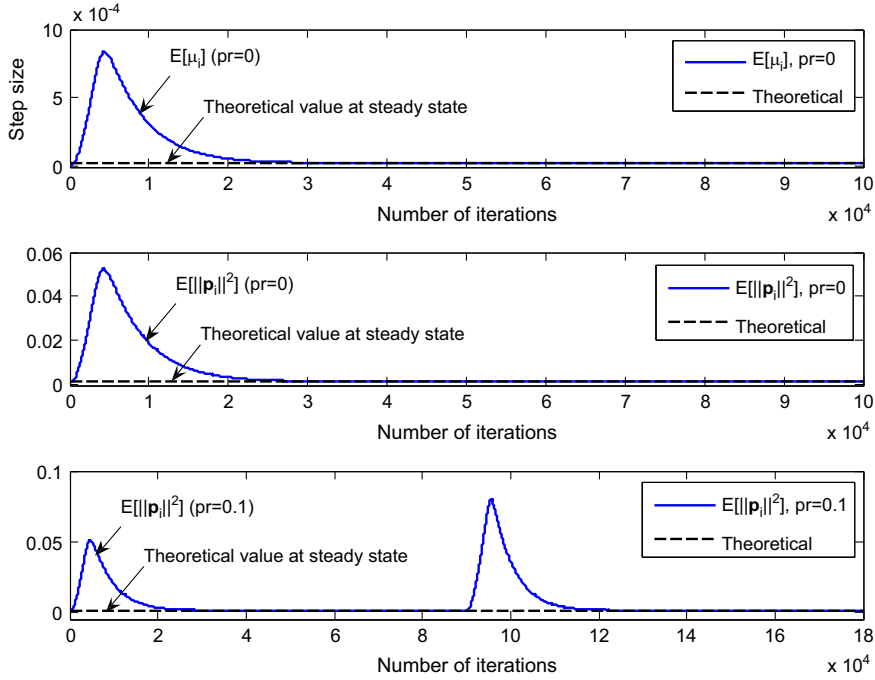 x 10-4
10
5
0
Step size
E[μi] (pr=0)
Theoretical value at steady state
E[μi], pr=0
Theoretical
0 1 2 3 4 5 6 7 8 9 10
Number of iterations
x 10^4
0.06
0.04
0.02
0
E[||pi||^2] (pr=0)
Theoretical value at steady state
E[||pi||^2], pr=0
Theoretical
0 1 2 3 4 5 6 7 8 9 10
Number of iterations
x 10^4
0.1
0.05
0
E[||pi||^2] (pr=0.1)
Theoretical value at steady state
E[||pi||^2], pr=0.1
Theoretical
0 2 4 6 8 10 12 14 16 18
Number of iterations
x 10^4